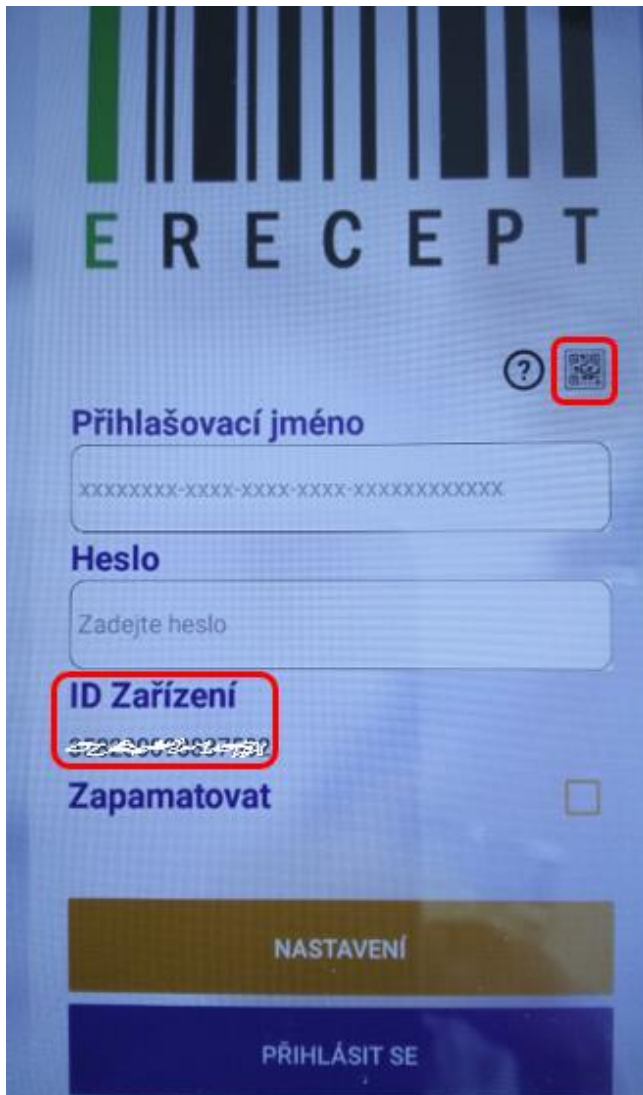 E R E C E P T
?
Přihlašovací jméno
xxxxxxxx-xxxx-xxxx-xxxx-xxxxxxxxxxxx
Heslo
Zadejte heslo
ID Zařízení
Zapamatovat
NASTAVENÍ
PŘIHLÁSIT SE